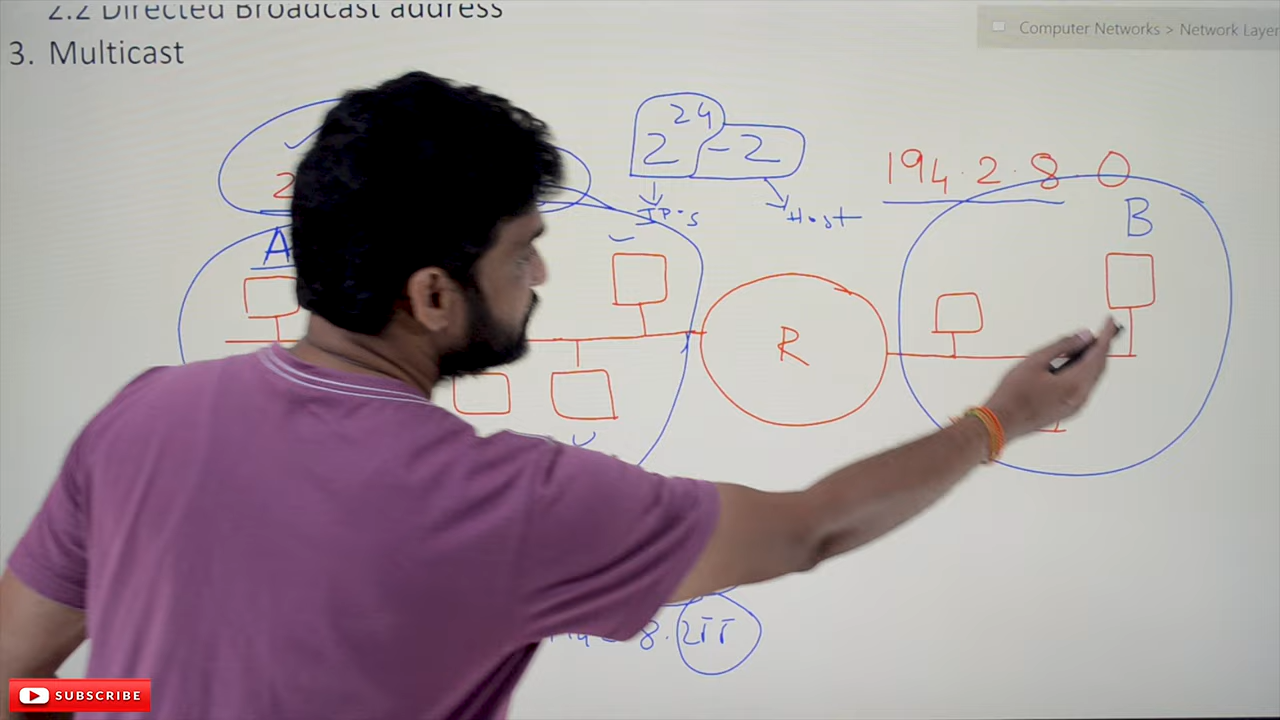 2.2 Directed Broadcast address
3. Multicast
Computer Networks > Network Layer
2^24 - 2
IP's
Host
194.2.8 0
A
B
R
8.255
SUBSCRIBE